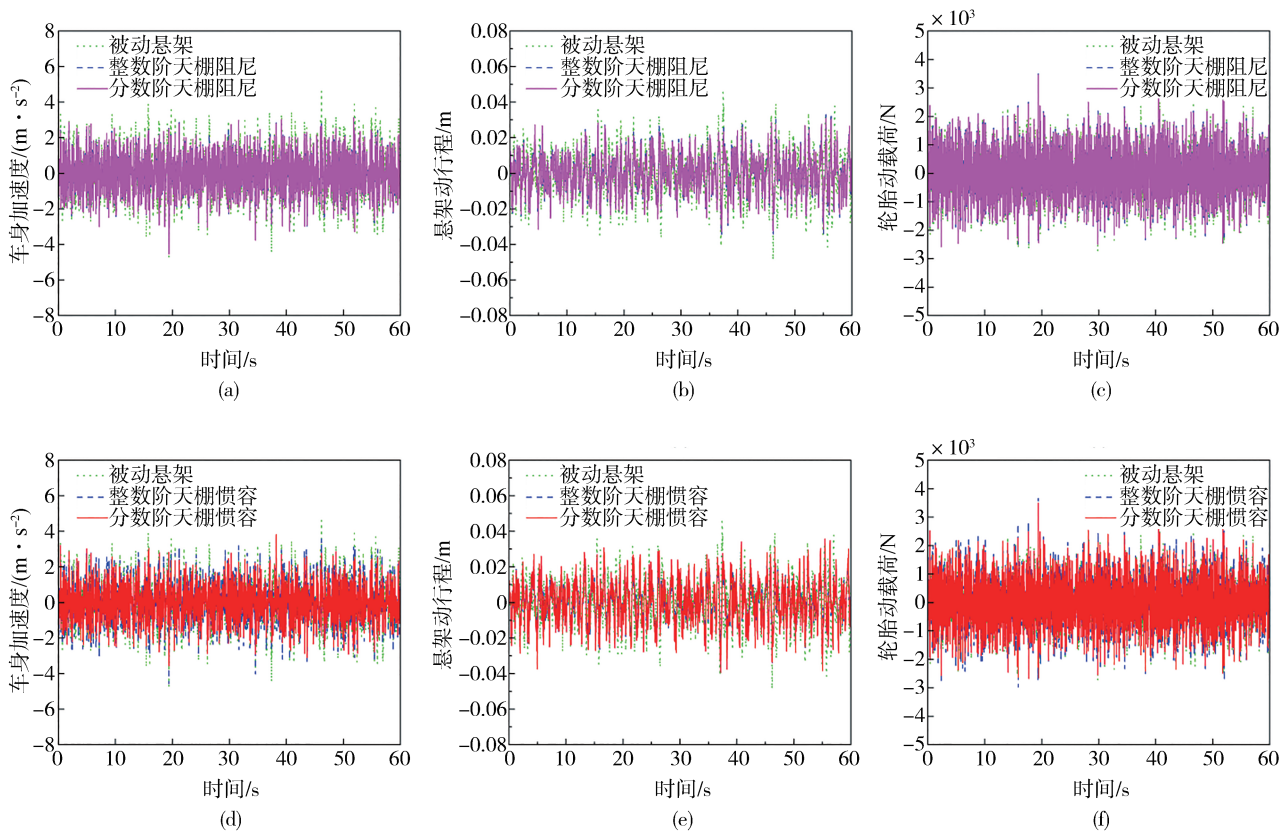 被动悬架
整数阶天棚阻尼
分数阶天棚阻尼
车身加速度/(m·s⁻²)
8
6
4
2
0
−2
−4
−6
−8
0 10 20 30 40 50 60
时间/s
(a)
被动悬架
整数阶天棚阻尼
分数阶天棚阻尼
悬架动行程/m
0.08
0.06
0.04
0.02
0
−0.02
−0.04
−0.06
−0.08
0 10 20 30 40 50 60
时间/s
(b)
×10³
被动悬架
整数阶天棚阻尼
分数阶天棚阻尼
轮胎动载荷/N
5
4
3
2
1
0
−1
−2
−3
−4
−5
0 10 20 30 40 50 60
时间/s
(c)
被动悬架
整数阶天棚惯容
分数阶天棚惯容
车身加速度/(m·s⁻²)
8
6
4
2
0
−2
−4
−6
−8
0 10 20 30 40 50 60
时间/s
(d)
被动悬架
整数阶天棚惯容
分数阶天棚惯容
悬架动行程/m
0.08
0.06
0.04
0.02
0
−0.02
−0.04
−0.06
−0.08
0 10 20 30 40 50 60
时间/s
(e)
×10³
被动悬架
整数阶天棚惯容
分数阶天棚惯容
轮胎动载荷/N
5
4
3
2
1
0
−1
−2
−3
−4
−5
0 10 20 30 40 50 60
时间/s
(f)